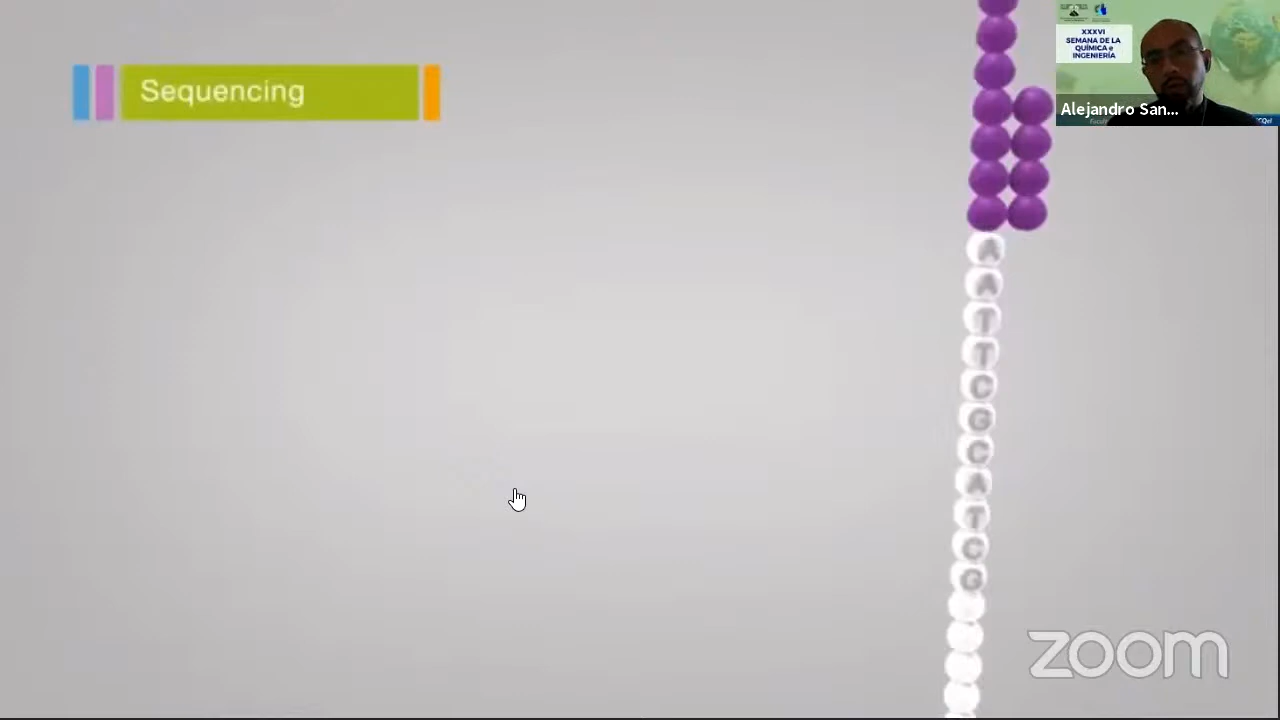 Sequencing
XXXVI
SEMANA DE LA
QUÍMICA e
INGENIERÍA
Alejandro San...
A
A
T
T
C
G
C
A
T
C
G
zoom